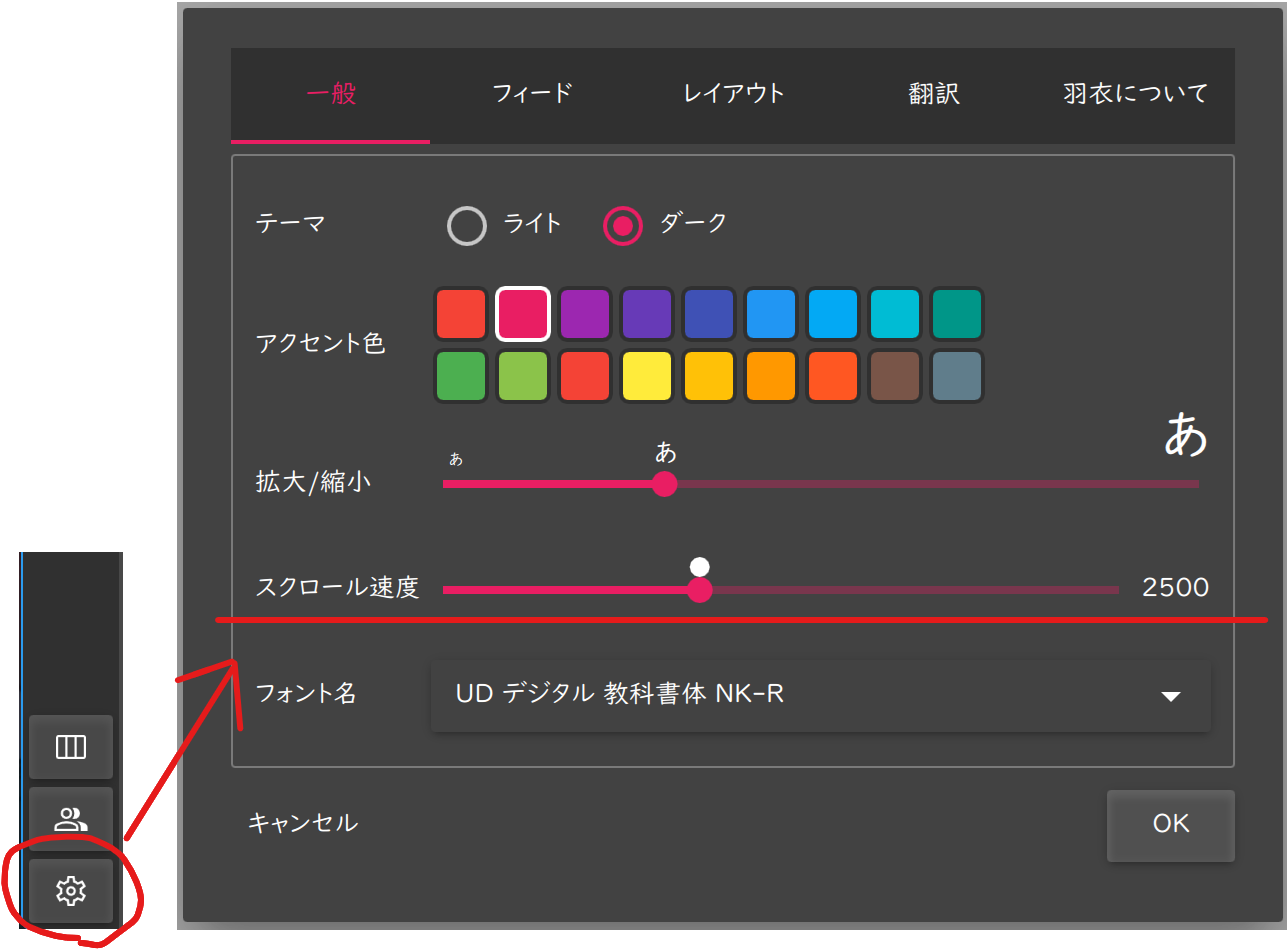 一般 フィード レイアウト 翻訳 羽衣について
テーマ ライト ダーク
アクセント色
あ あ あ
拡大/縮小
スクロール速度 2500
フォント名 UD デジタル 教科書体 NK-R
キャンセル OK